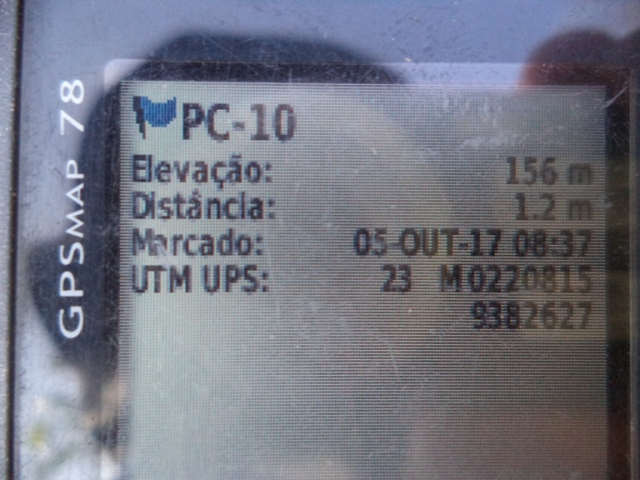 GPSMAP 78
PC-10
Elevação: 156 m
Distância: 1.2 m
Marcado: 05-OUT-17 08:37
UTM UPS: 23 M 0220815
9382627